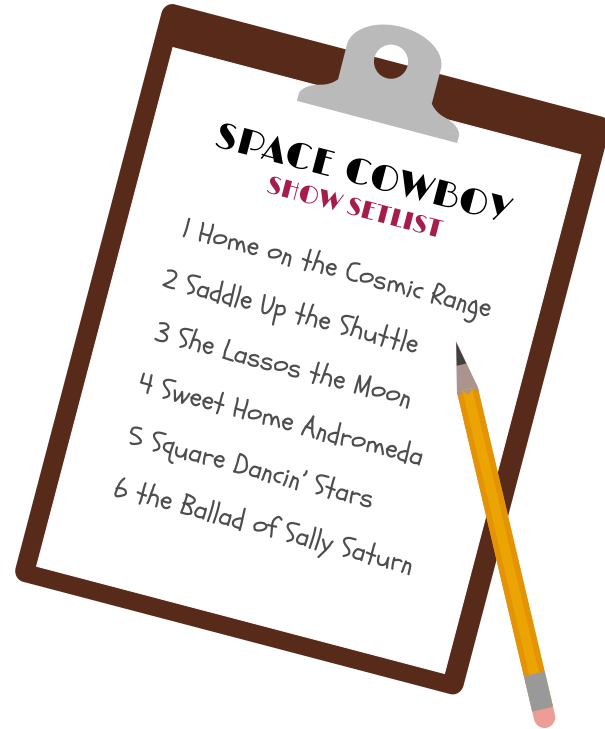 SPACE COWBOY
SHOW SETLIST
1 Home on the Cosmic Range
2 Saddle Up the Shuttle
3 She Lassos the Moon
4 Sweet Home Andromeda
5 Square Dancin' Stars
6 the Ballad of Sally Saturn